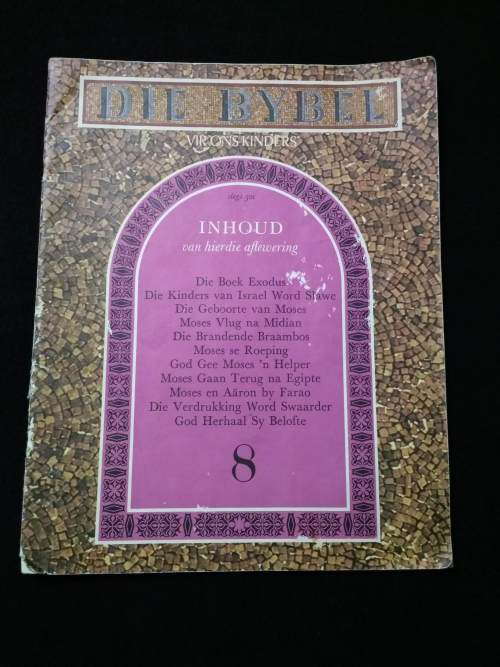 DIE BYBEL
VIR ONS KINDERS
slegs 50c
INHOUD
van hierdie aflewering
Die Boek Exodus
Die Kinders van Israel Word Slawe
Die Geboorte van Moses
Moses Vlug na Midian
Die Brandende Braambos
Moses se Roeping
God Gee Moses 'n Helper
Moses Gaan Terug na Egipte
Moses en Aäron by Farao
Die Verdrukking Word Swaarder
God Herhaal Sy Belofte
8